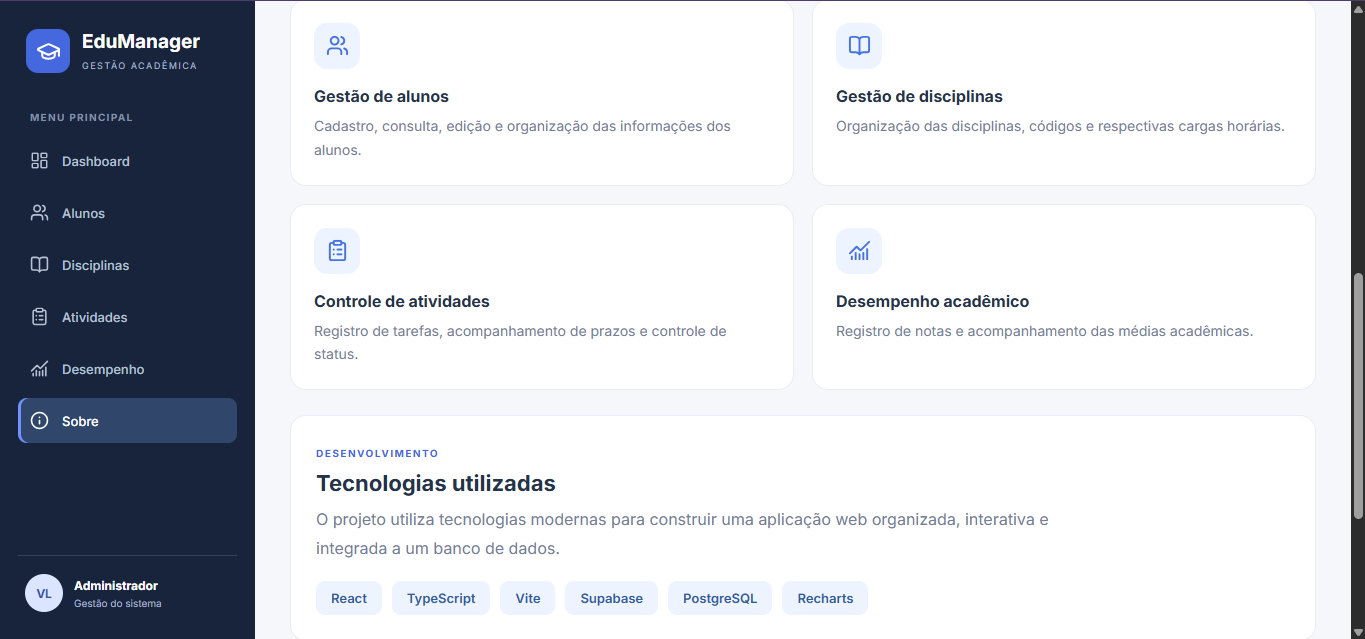 EduManager
GESTÃO ACADÊMICA
MENU PRINCIPAL
Dashboard
Alunos
Disciplinas
Atividades
Desempenho
Sobre
VL
Administrador
Gestão do sistema
Gestão de alunos
Cadastro, consulta, edição e organização das informações dos
alunos.
Gestão de disciplinas
Organização das disciplinas, códigos e respectivas cargas horárias.
Controle de atividades
Registro de tarefas, acompanhamento de prazos e controle de
status.
Desempenho acadêmico
Registro de notas e acompanhamento das médias acadêmicas.
DESENVOLVIMENTO
Tecnologias utilizadas
O projeto utiliza tecnologias modernas para construir uma aplicação web organizada, interativa e
integrada a um banco de dados.
React
TypeScript
Vite
Supabase
PostgreSQL
Recharts